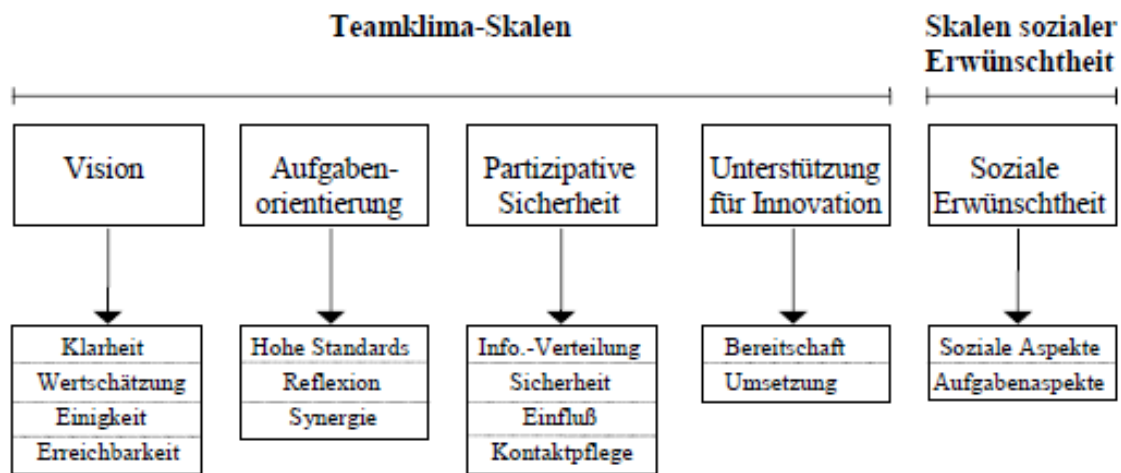 Teamklima-Skalen
Skalen sozialer
Erwünschtheit
Vision
Aufgaben-
orientierung
Partizipative
Sicherheit
Unterstützung
für Innovation
Soziale
Erwünschtheit
Klarheit
Wertschätzung
Einigkeit
Erreichbarkeit
Hohe Standards
Reflexion
Synergie
Info.-Verteilung
Sicherheit
Einfluß
Kontaktpflege
Bereitschaft
Umsetzung
Soziale Aspekte
Aufgabenaspekte